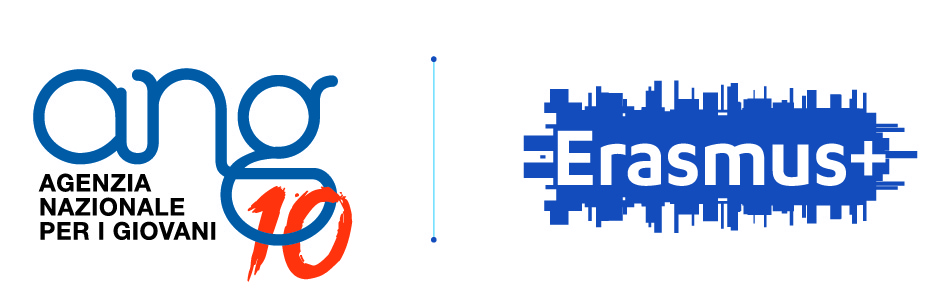 ang
AGENZIA
NAZIONALE
PER I GIOVANI
10
Erasmus+